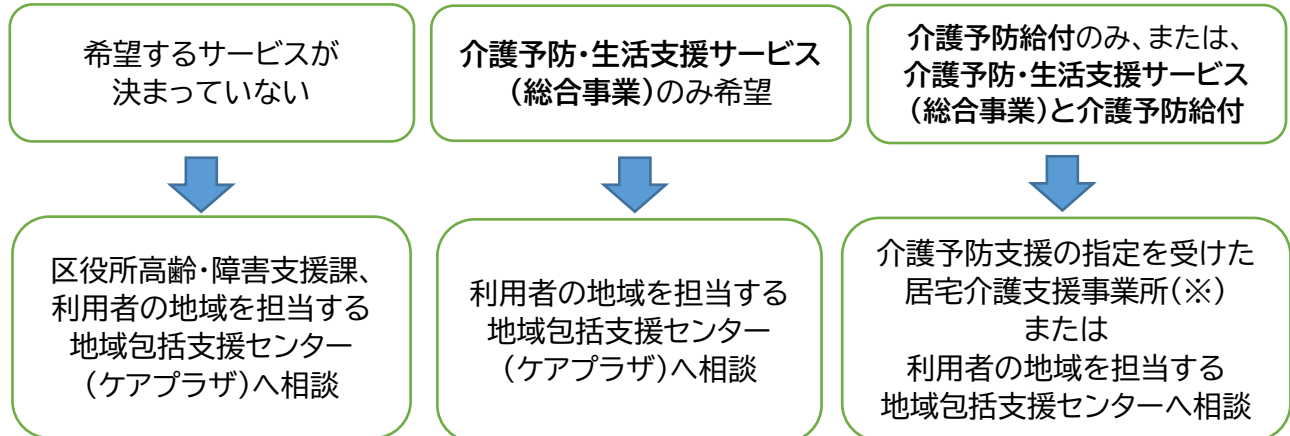 希望するサービスが
決まっていない
介護予防・生活支援サービス
（総合事業）のみ希望
介護予防給付のみ、または、
介護予防・生活支援サービス
（総合事業）と介護予防給付
区役所高齢・障害支援課、
利用者の地域を担当する
地域包括支援センター
（ケアプラザ）へ相談
利用者の地域を担当する
地域包括支援センター
（ケアプラザ）へ相談
介護予防支援の指定を受けた
居宅介護支援事業所（※）
または
利用者の地域を担当する
地域包括支援センターへ相談